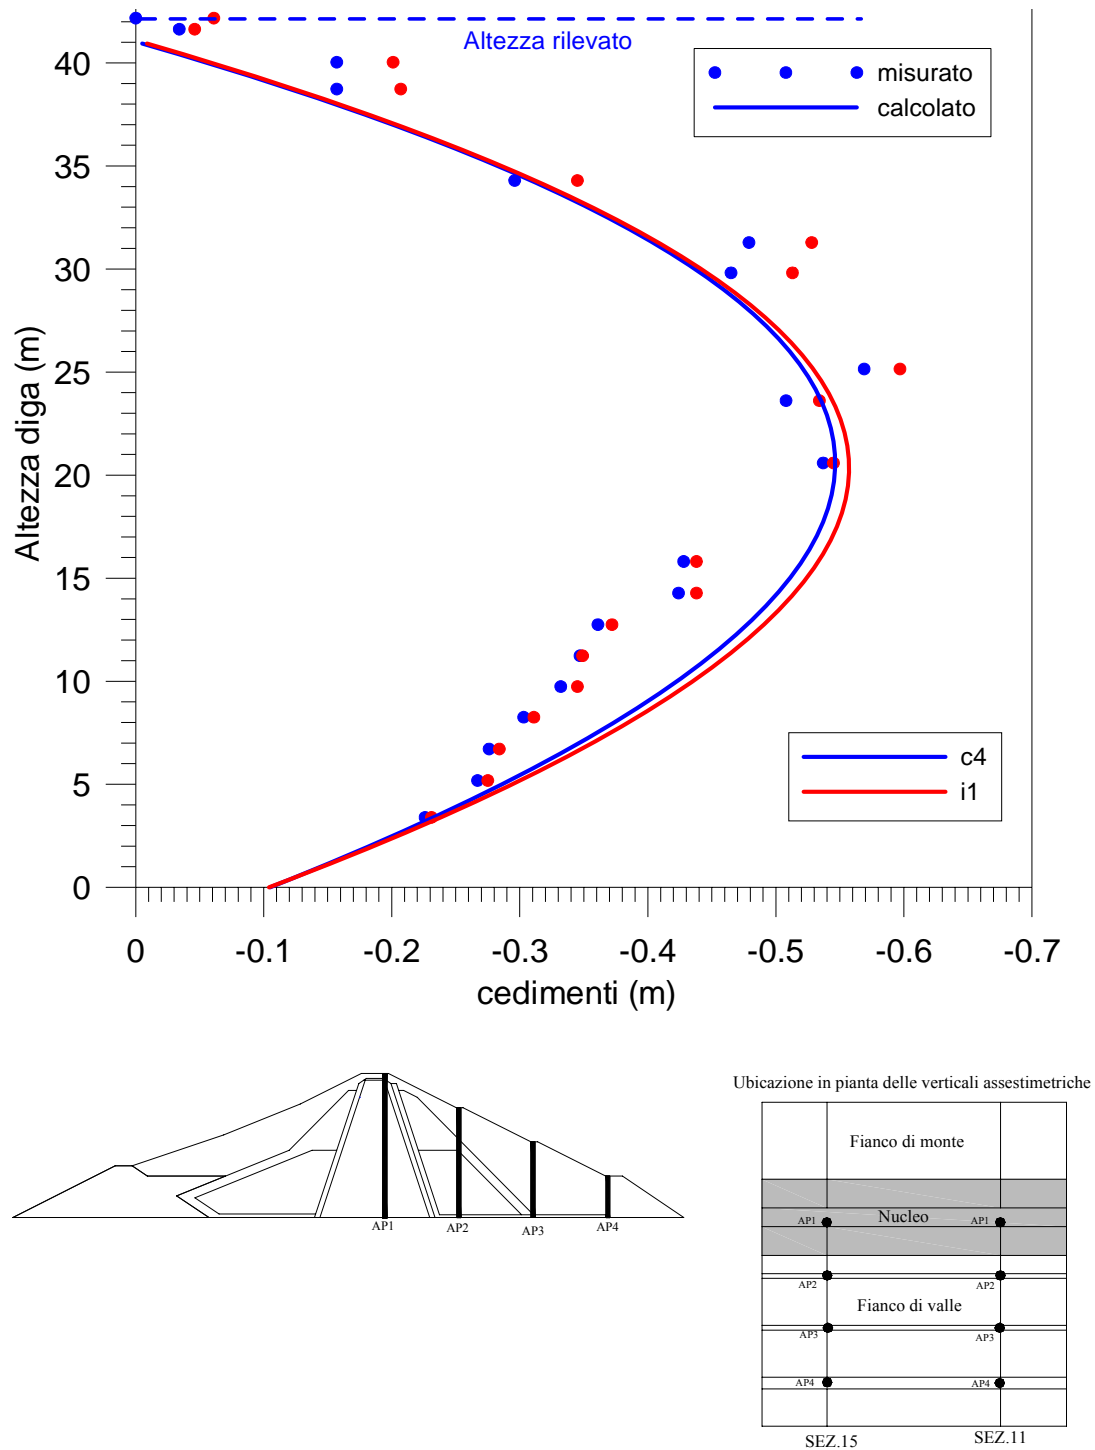 Altezza rilevato
misurato
calcolato
40
35
30
25
20
15
10
5
0
Altezza diga (m)
c4
i1
0 -0.1 -0.2 -0.3 -0.4 -0.5 -0.6 -0.7
cedimenti (m)
AP1 AP2 AP3 AP4
Ubicazione in pianta delle verticali assestimetriche
Fianco di monte
AP1 Nucleo AP1
AP2 AP2
Fianco di valle
AP3 AP3
AP4 AP4
SEZ.15 SEZ.11